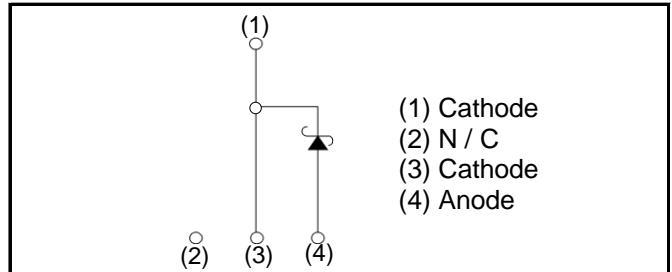 (1)
(1) Cathode
(2) N / C
(3) Cathode
(4) Anode
(2) (3) (4)